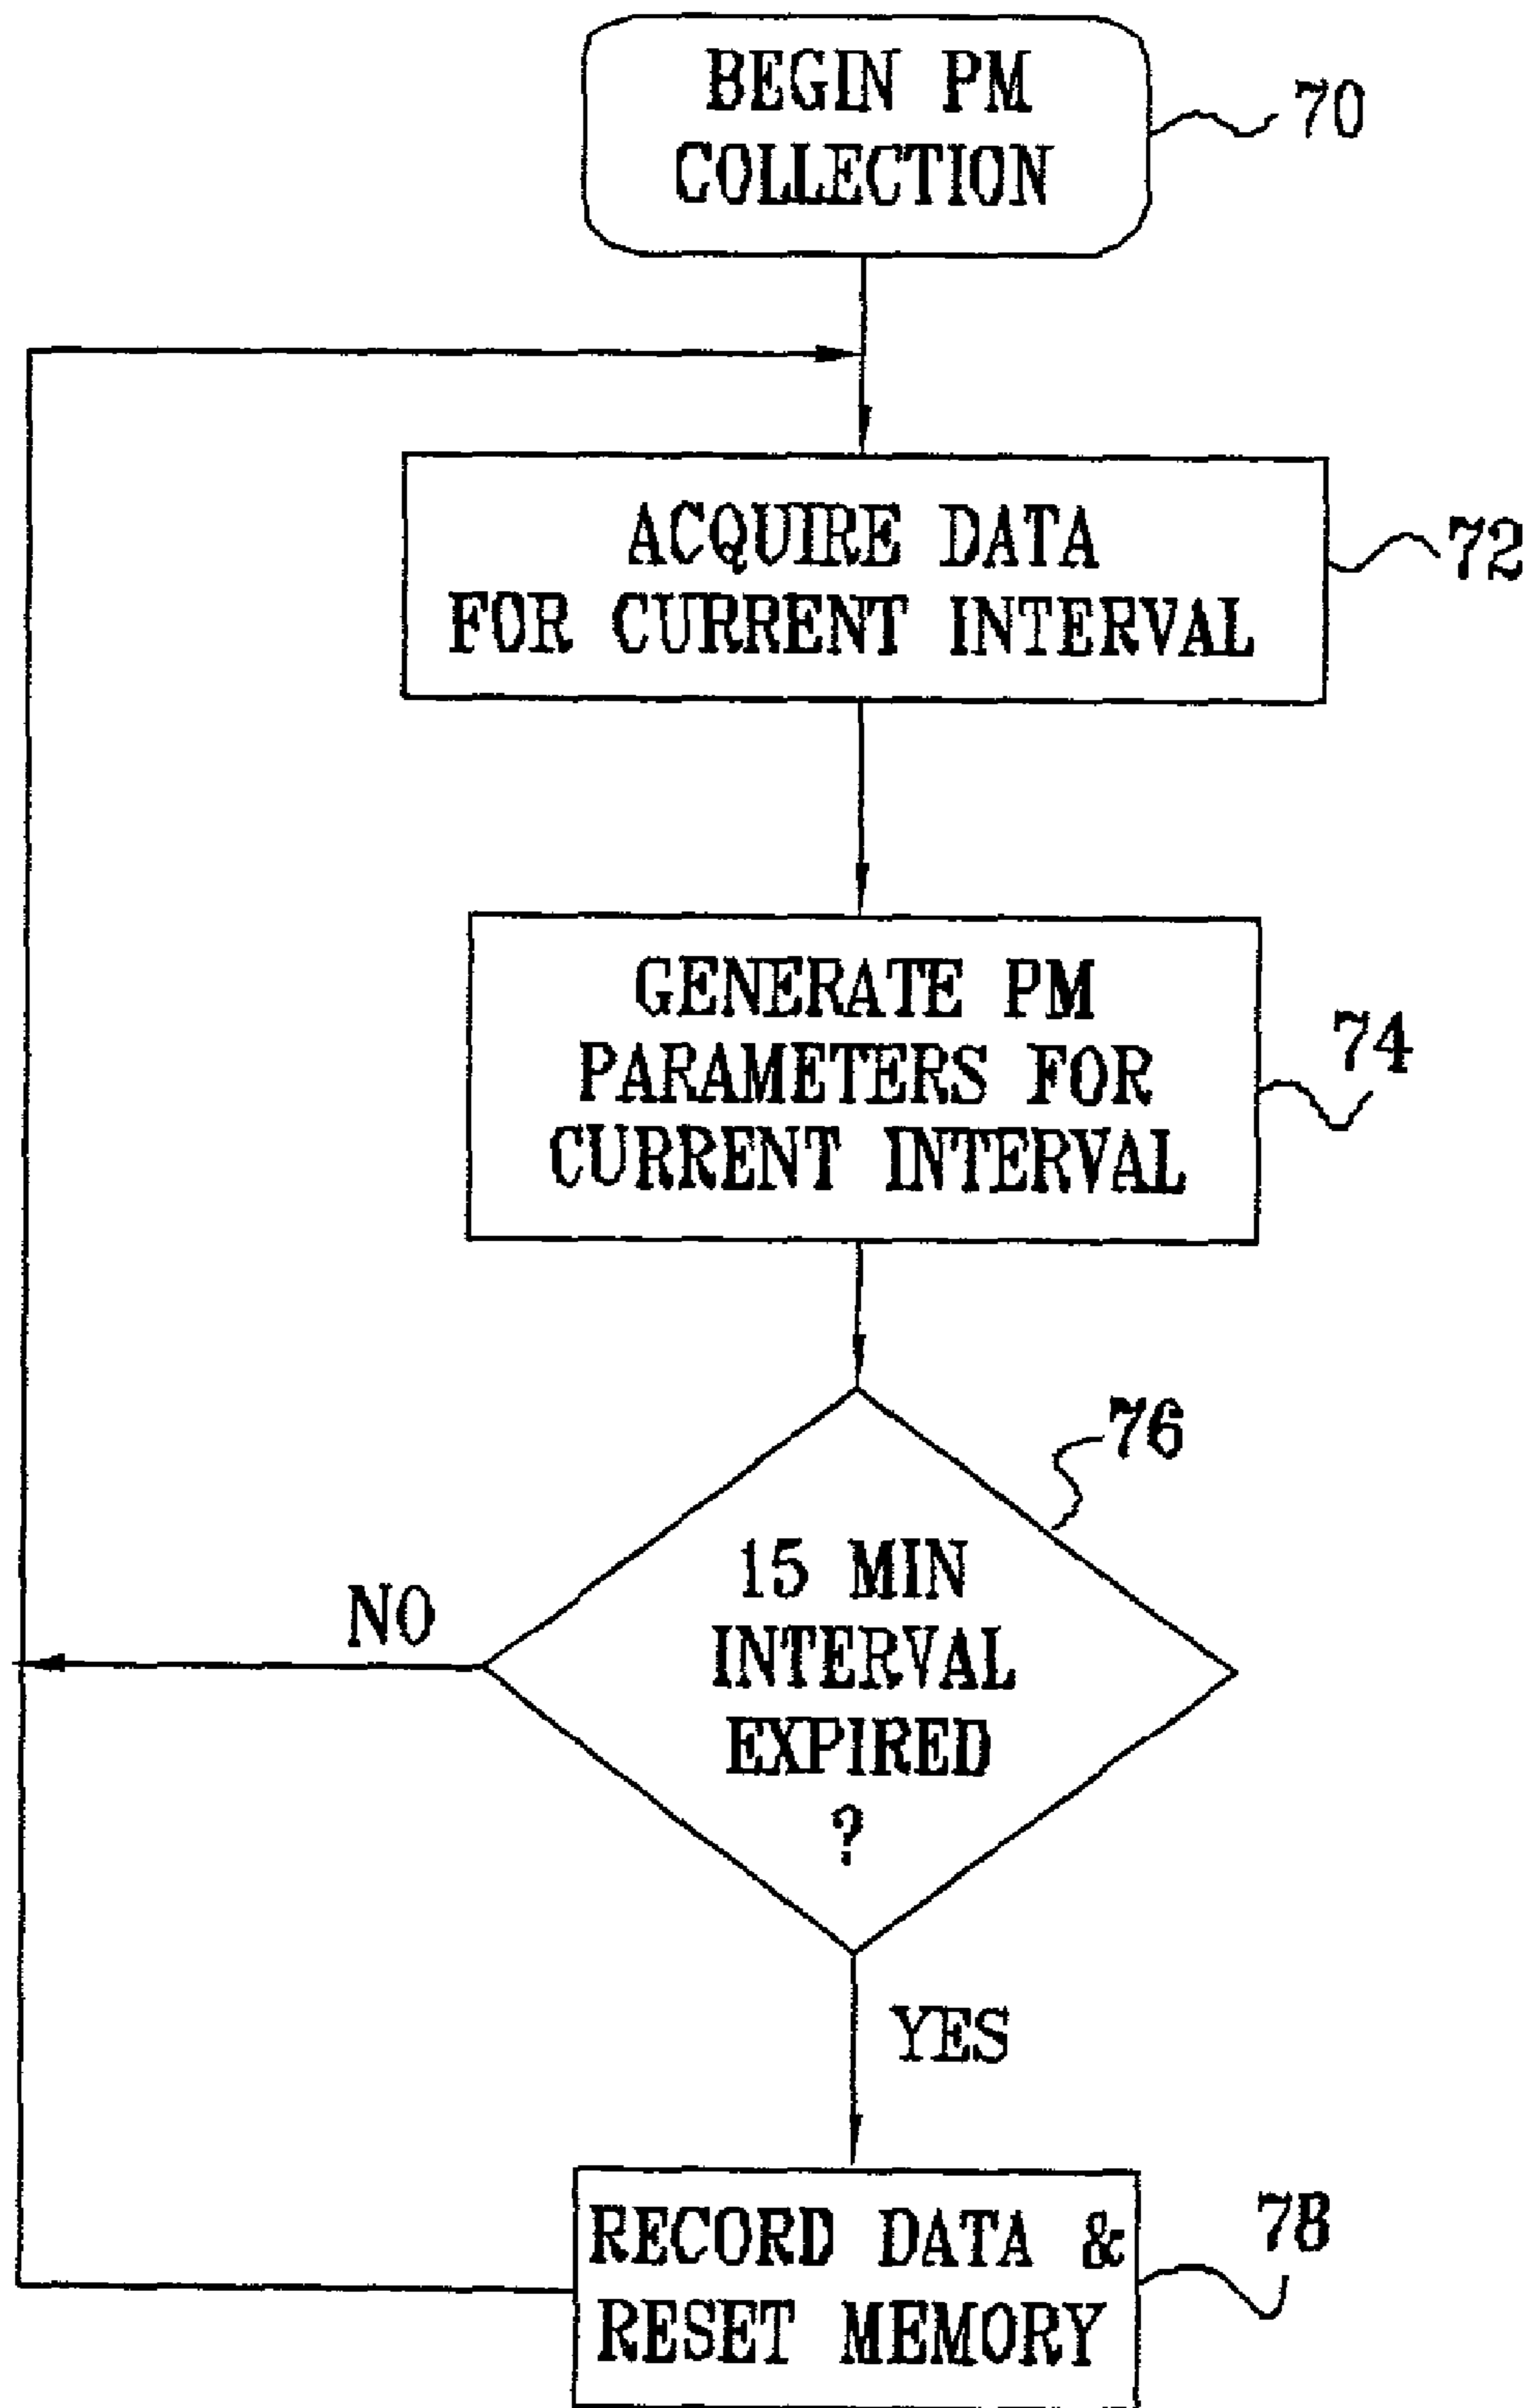 BEGIN PM
COLLECTION
70
ACQUIRE DATA
FOR CURRENT INTERVAL
72
GENERATE PM
PARAMETERS FOR
CURRENT INTERVAL
74
76
15 MIN
INTERVAL
EXPIRED
?
NO
YES
RECORD DATA &
RESET MEMORY
78